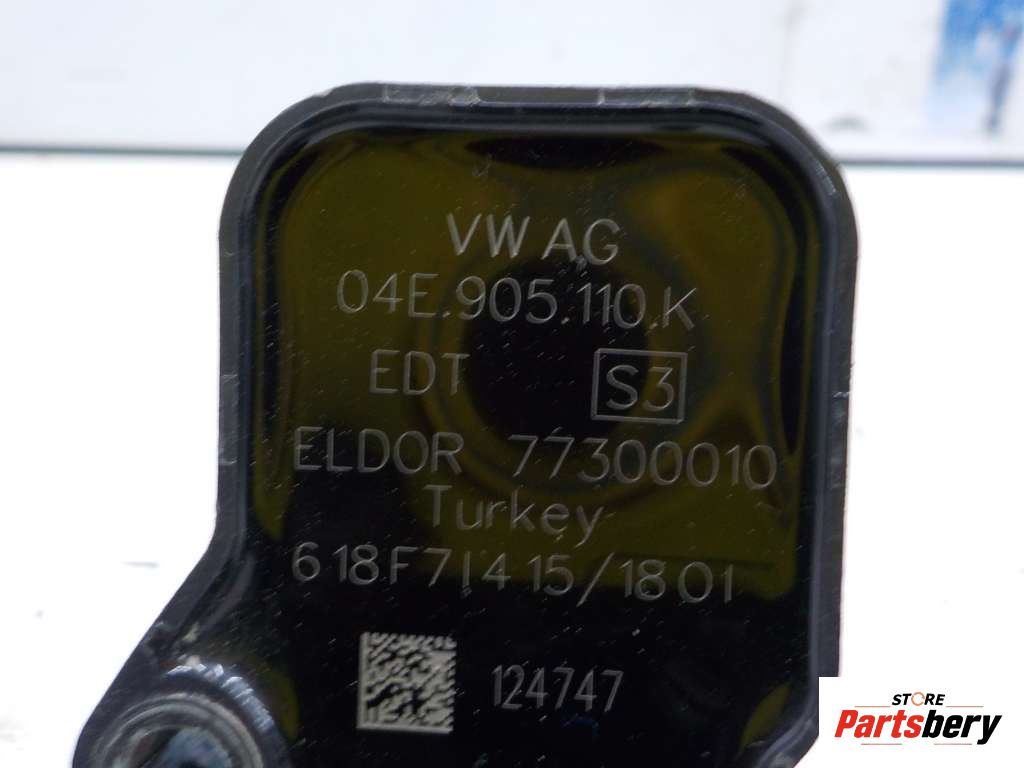 VW AG
04E.905.110.K
EDT S3
ELDOR 77300010
Turkey
618F71415/1801
124747
STORE
Partsbery